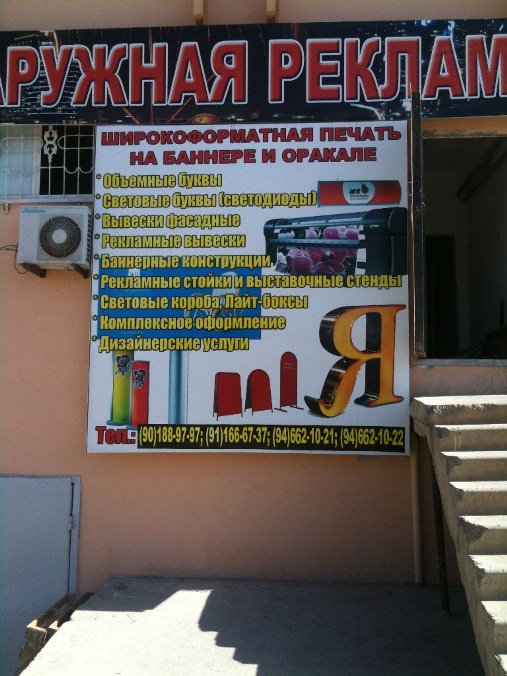 АРУЖНАЯ РЕКЛАМ
ШИРОКОФОРМАТНАЯ ПЕЧАТЬ
НА БАННЕРЕ И ОРАКАЛЕ
* Объемные буквы
* Световые буквы (светодиоды)
* Вывески фасадные
* Рекламные вывески
* Баннерные конструкции
* Рекламные стойки и выставочные стенды
* Световые короба, Лайт-боксы
* Комплексное оформление
* Дизайнерские услуги
ant
Я
Тел.: (90)188-97-97; (91)166-67-37; (94)662-10-21; (94)662-10-22